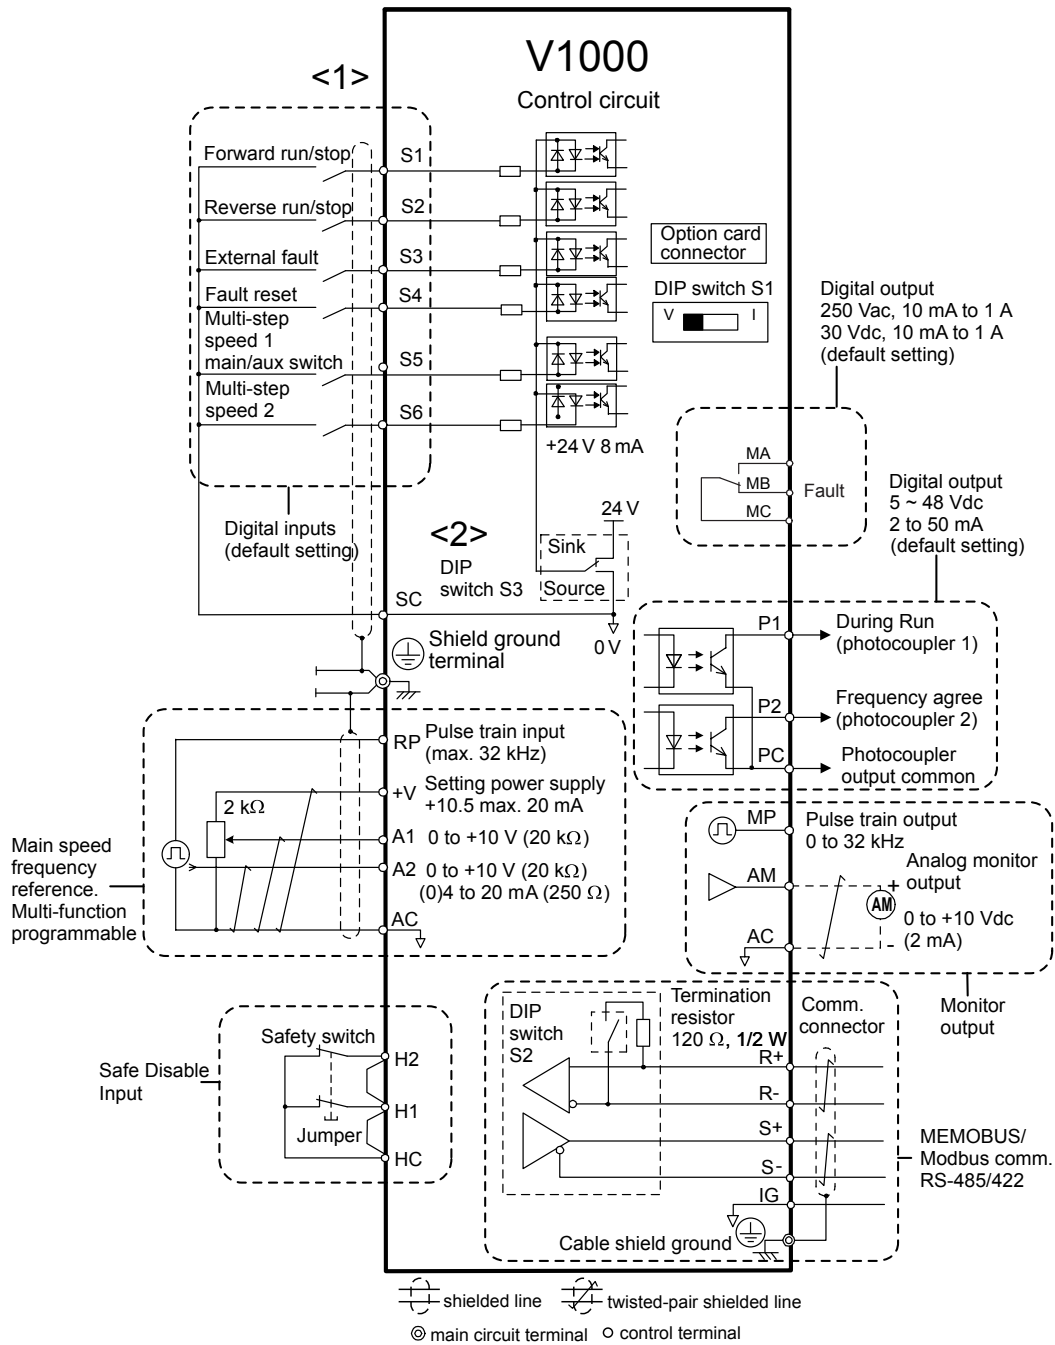 V1000
<1>
Control circuit
Forward run/stop
S1
Reverse run/stop
S2
External fault
S3
Fault reset
S4
Multi-step
speed 1
main/aux switch
S5
Multi-step
speed 2
S6
+24 V 8 mA
Option card
connector
DIP switch S1
V
I
Digital output
250 Vac, 10 mA to 1 A
30 Vdc, 10 mA to 1 A
(default setting)
MA
MB
MC
Fault
Digital output
5 ~ 48 Vdc
2 to 50 mA
(default setting)
Digital inputs
(default setting)
<2>
DIP
switch S3
24 V
Sink
Source
0 V
SC
Shield ground
terminal
P1
During Run
(photocoupler 1)
P2
Frequency agree
(photocoupler 2)
PC
Photocoupler
output common
RP
Pulse train input
(max. 32 kHz)
+V
Setting power supply
+10.5 max. 20 mA
2 kΩ
A1
0 to +10 V (20 kΩ)
A2
0 to +10 V (20 kΩ)
(0)4 to 20 mA (250 Ω)
AC
Main speed
frequency
reference.
Multi-function
programmable
MP
Pulse train output
0 to 32 kHz
AM
Analog monitor
output
+
AM
0 to +10 Vdc
(2 mA)
AC
-
Monitor
output
Safe Disable
Input
Safety switch
H2
H1
Jumper
HC
DIP
switch
S2
Termination
resistor
120 Ω, 1/2 W
Comm.
connector
R+
R-
S+
S-
IG
MEMOBUS/
Modbus comm.
RS-485/422
Cable shield ground
shielded line
twisted-pair shielded line
main circuit terminal
control terminal